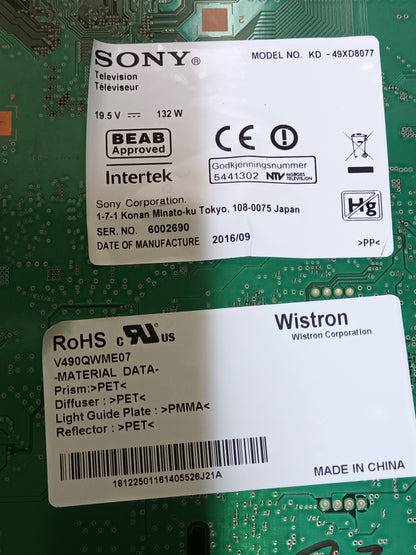 SONY®
MODEL NO. KD - 49XD8077
Television
Téléviseur
19.5 V ⎓ 132 W
BEAB
Approved
Intertek
CE
Godkjenningsnummer
5441302 NTV NORGES TELEVISION
Hg
Sony Corporation
1-7-1 Konan Minato-ku Tokyo, 108-0075 Japan
SER. NO. 6002690
DATE OF MANUFACTURE 2016/09
>PP<
RoHS c RU US
Wistron
Wistron Corporation
V490QWME07
-MATERIAL DATA-
Prism:>PET<
Diffuser : >PET<
Light Guide Plate : >PMMA<
Reflector : >PET<
18122501161405526J21A
MADE IN CHINA